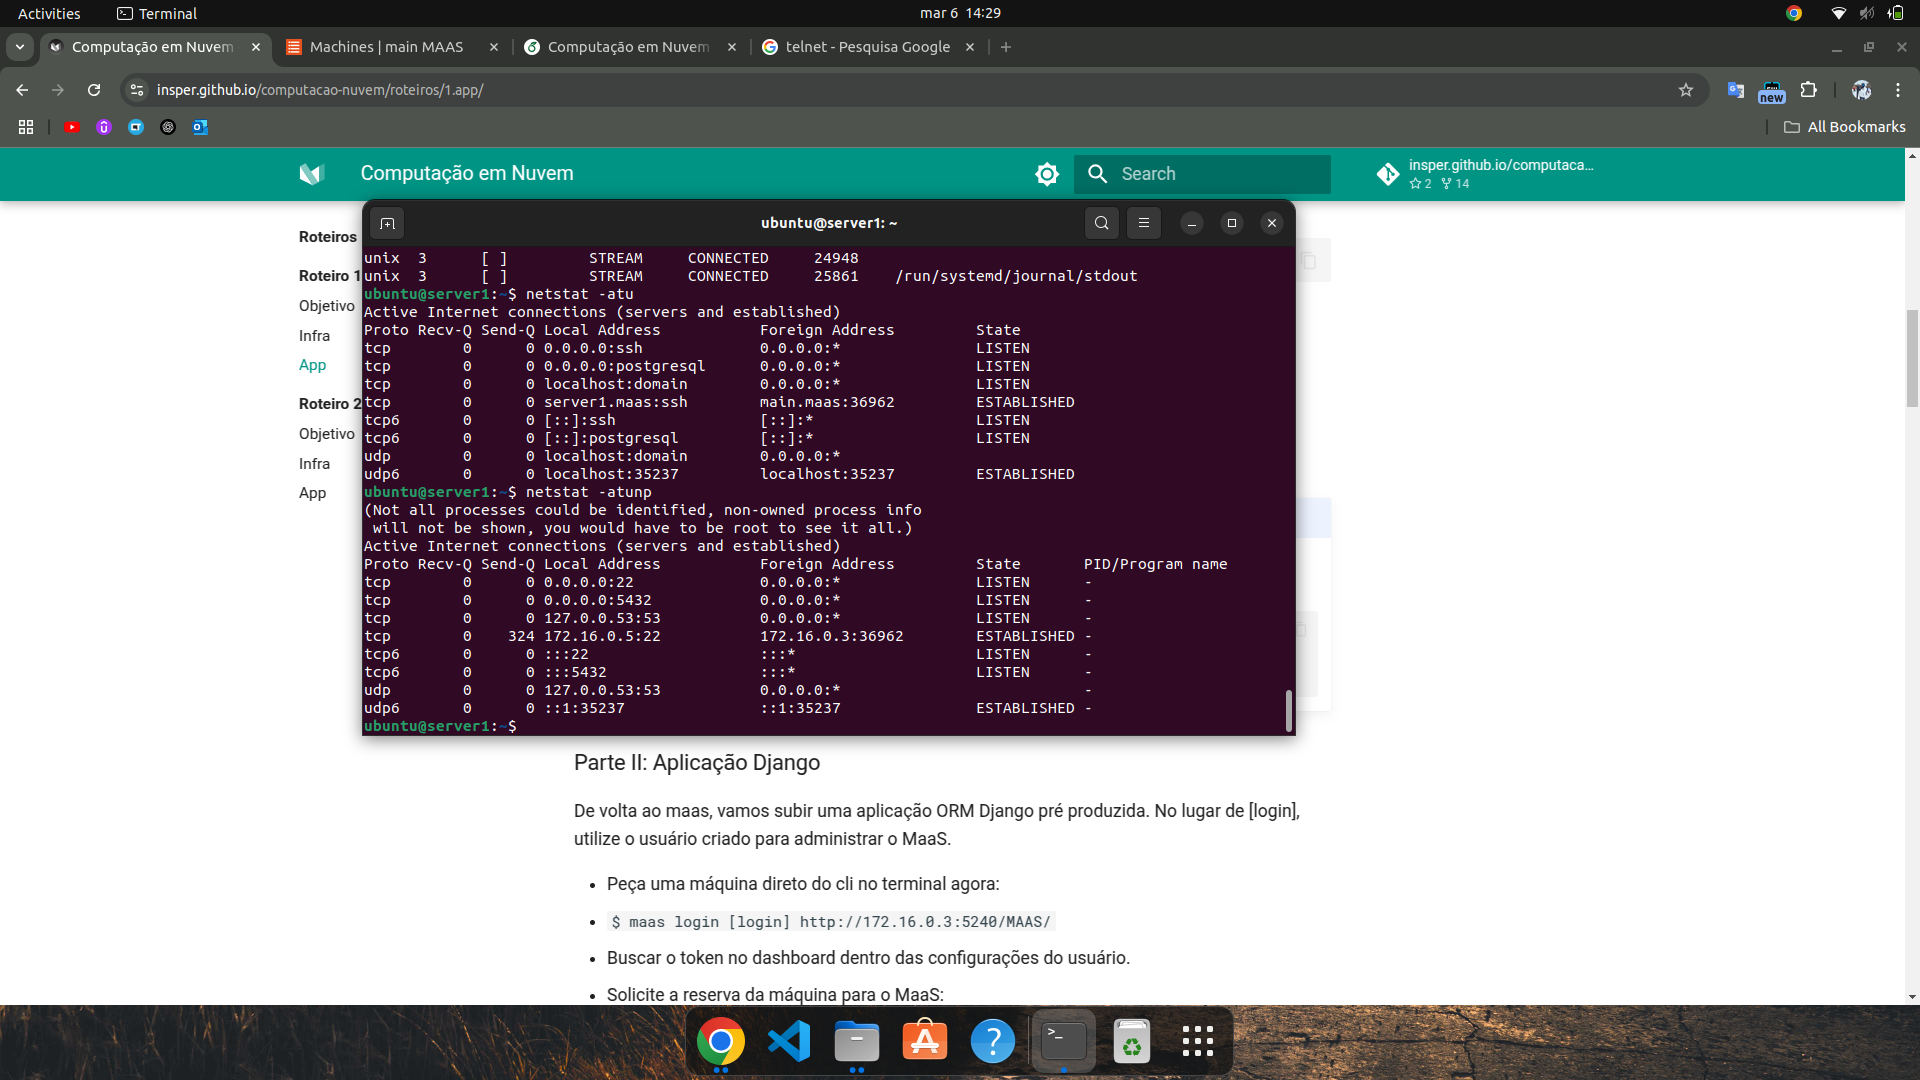 Activities
Terminal
mar 6 14:29
Computação em Nuvem
Machines | main MAAS
Computação em Nuvem
telnet - Pesquisa Google
insper.github.io/computacao-nuvem/roteiros/1.app/
new
All Bookmarks
Computação em Nuvem
Search
insper.github.io/computaca...
2 14
Roteiros
Roteiro 1
Objetivo
Infra
App
Roteiro 2
Objetivo
Infra
App
ubuntu@server1: ~
unix 3 [ ] STREAM CONNECTED 24948
unix 3 [ ] STREAM CONNECTED 25861 /run/systemd/journal/stdout
ubuntu@server1:~$ netstat -atu
Active Internet connections (servers and established)
Proto Recv-Q Send-Q Local Address Foreign Address State
tcp 0 0 0.0.0.0:ssh 0.0.0.0:* LISTEN
tcp 0 0 0.0.0.0:postgresql 0.0.0.0:* LISTEN
tcp 0 0 localhost:domain 0.0.0.0:* LISTEN
tcp 0 0 server1.maas:ssh main.maas:36962 ESTABLISHED
tcp6 0 0 [::]:ssh [::]:* LISTEN
tcp6 0 0 [::]:postgresql [::]:* LISTEN
udp 0 0 localhost:domain 0.0.0.0:*
udp6 0 0 localhost:35237 localhost:35237 ESTABLISHED
ubuntu@server1:~$ netstat -atunp
(Not all processes could be identified, non-owned process info
will not be shown, you would have to be root to see it all.)
Active Internet connections (servers and established)
Proto Recv-Q Send-Q Local Address Foreign Address State PID/Program name
tcp 0 0 0.0.0.0:22 0.0.0.0:* LISTEN -
tcp 0 0 0.0.0.0:5432 0.0.0.0:* LISTEN -
tcp 0 0 127.0.0.53:53 0.0.0.0:* LISTEN -
tcp 0 324 172.16.0.5:22 172.16.0.3:36962 ESTABLISHED -
tcp6 0 0 :::22 :::* LISTEN -
tcp6 0 0 :::5432 :::* LISTEN -
udp 0 0 127.0.0.53:53 0.0.0.0:* -
udp6 0 0 ::1:35237 ::1:35237 ESTABLISHED -
ubuntu@server1:~$
Parte II: Aplicação Django
De volta ao maas, vamos subir uma aplicação ORM Django pré produzida. No lugar de [login],
utilize o usuário criado para administrar o MaaS.
• Peça uma máquina direto do cli no terminal agora:
• $ maas login [login] http://172.16.0.3:5240/MAAS/
• Buscar o token no dashboard dentro das configurações do usuário.
• Solicite a reserva da máquina para o MaaS: